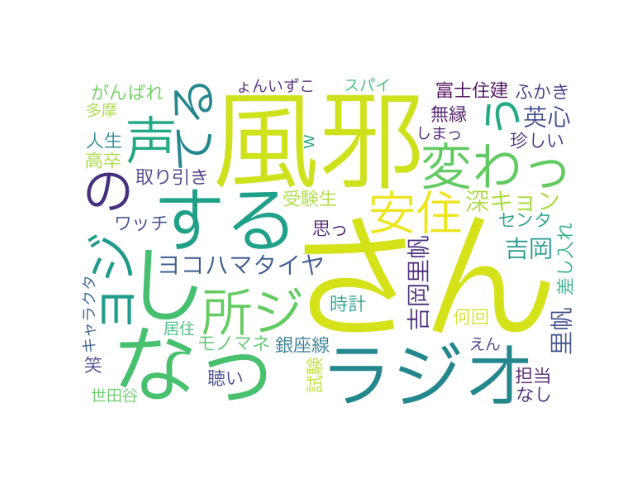 がんばれ
ょんいずこ
スパイ
富士住建
ふかき
多摩
てる
風邪
w
無縁
う
英心
人生
声
しまっ
珍しい
高卒
取り引き
変わっ
の
する
受験生
安住
深キョン
ワッチ
思っ
センタ
ヨジ
し
さん
吉岡里帆
吉岡
差し入れ
ヨコハマタイヤ
キャラクタ
所ジ
時計
何回
里帆
居住
モノマネ
銀座線
えん
笑
なっ
聴い
試験
ラジオ
担当
世田谷
なし